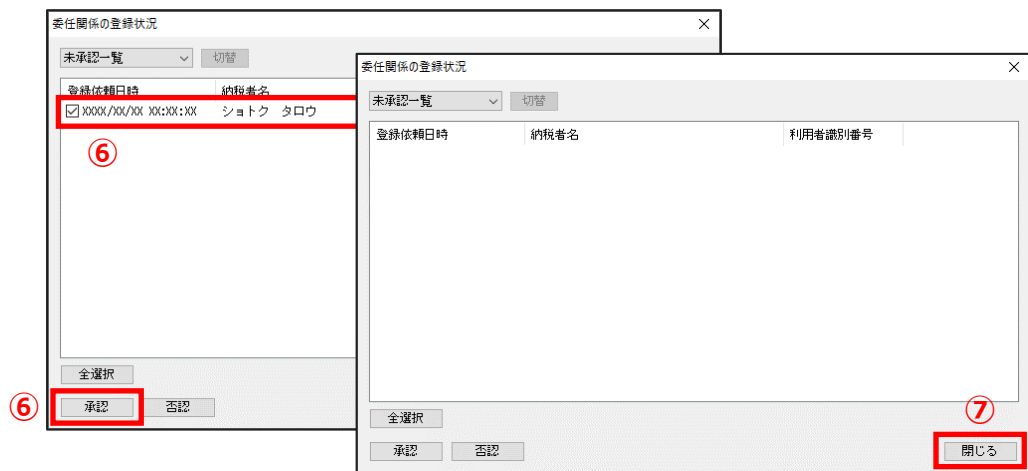 委任関係の登録状況
未承認一覧 切替
登録依頼日時 納税者名
XXXX/XX/XX XX:XX:XX ショトク タロウ
⑥
全選択
⑥ 承認 否認
委任関係の登録状況
未承認一覧 切替
登録依頼日時 納税者名 利用者識別番号
全選択
⑦
承認 否認 閉じる